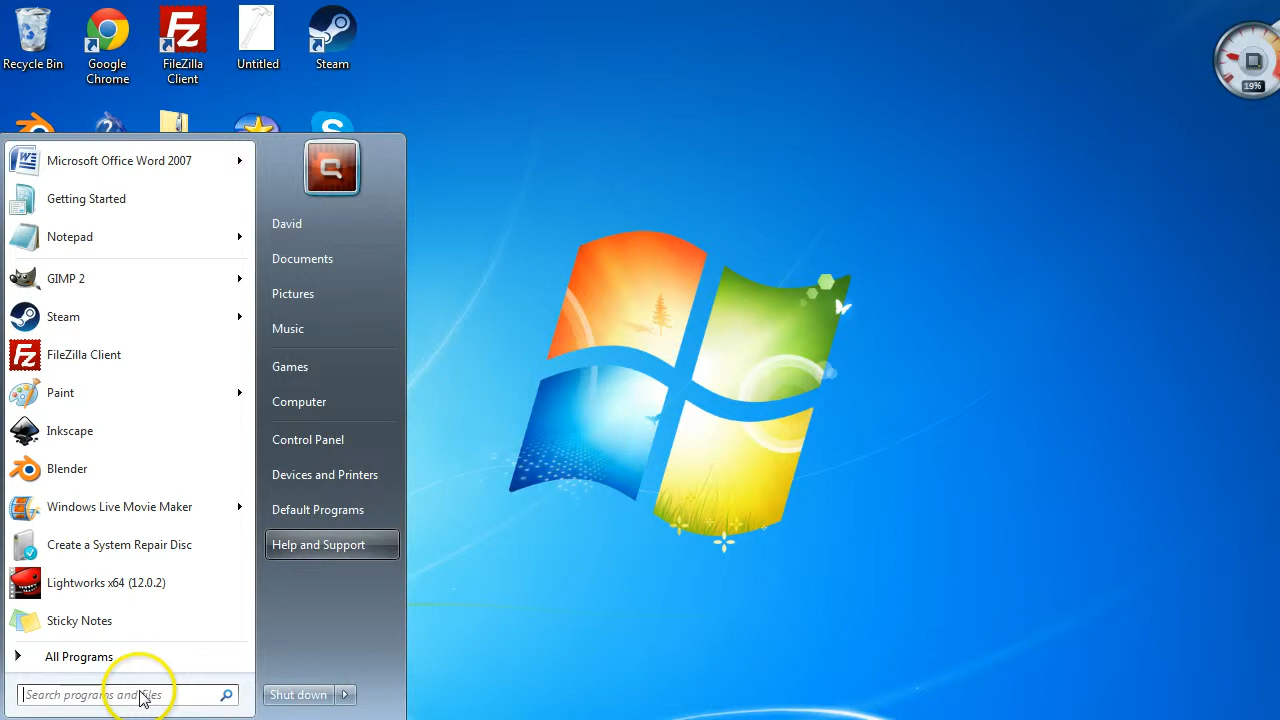 Recycle Bin
Google
Chrome
FileZilla
Client
Untitled
Steam
19%
Microsoft Office Word 2007
Getting Started
Notepad
GIMP 2
Steam
FileZilla Client
Paint
Inkscape
Blender
Windows Live Movie Maker
Create a System Repair Disc
Lightworks x64 (12.0.2)
Sticky Notes
All Programs
Search programs and files
David
Documents
Pictures
Music
Games
Computer
Control Panel
Devices and Printers
Default Programs
Help and Support
Shut down